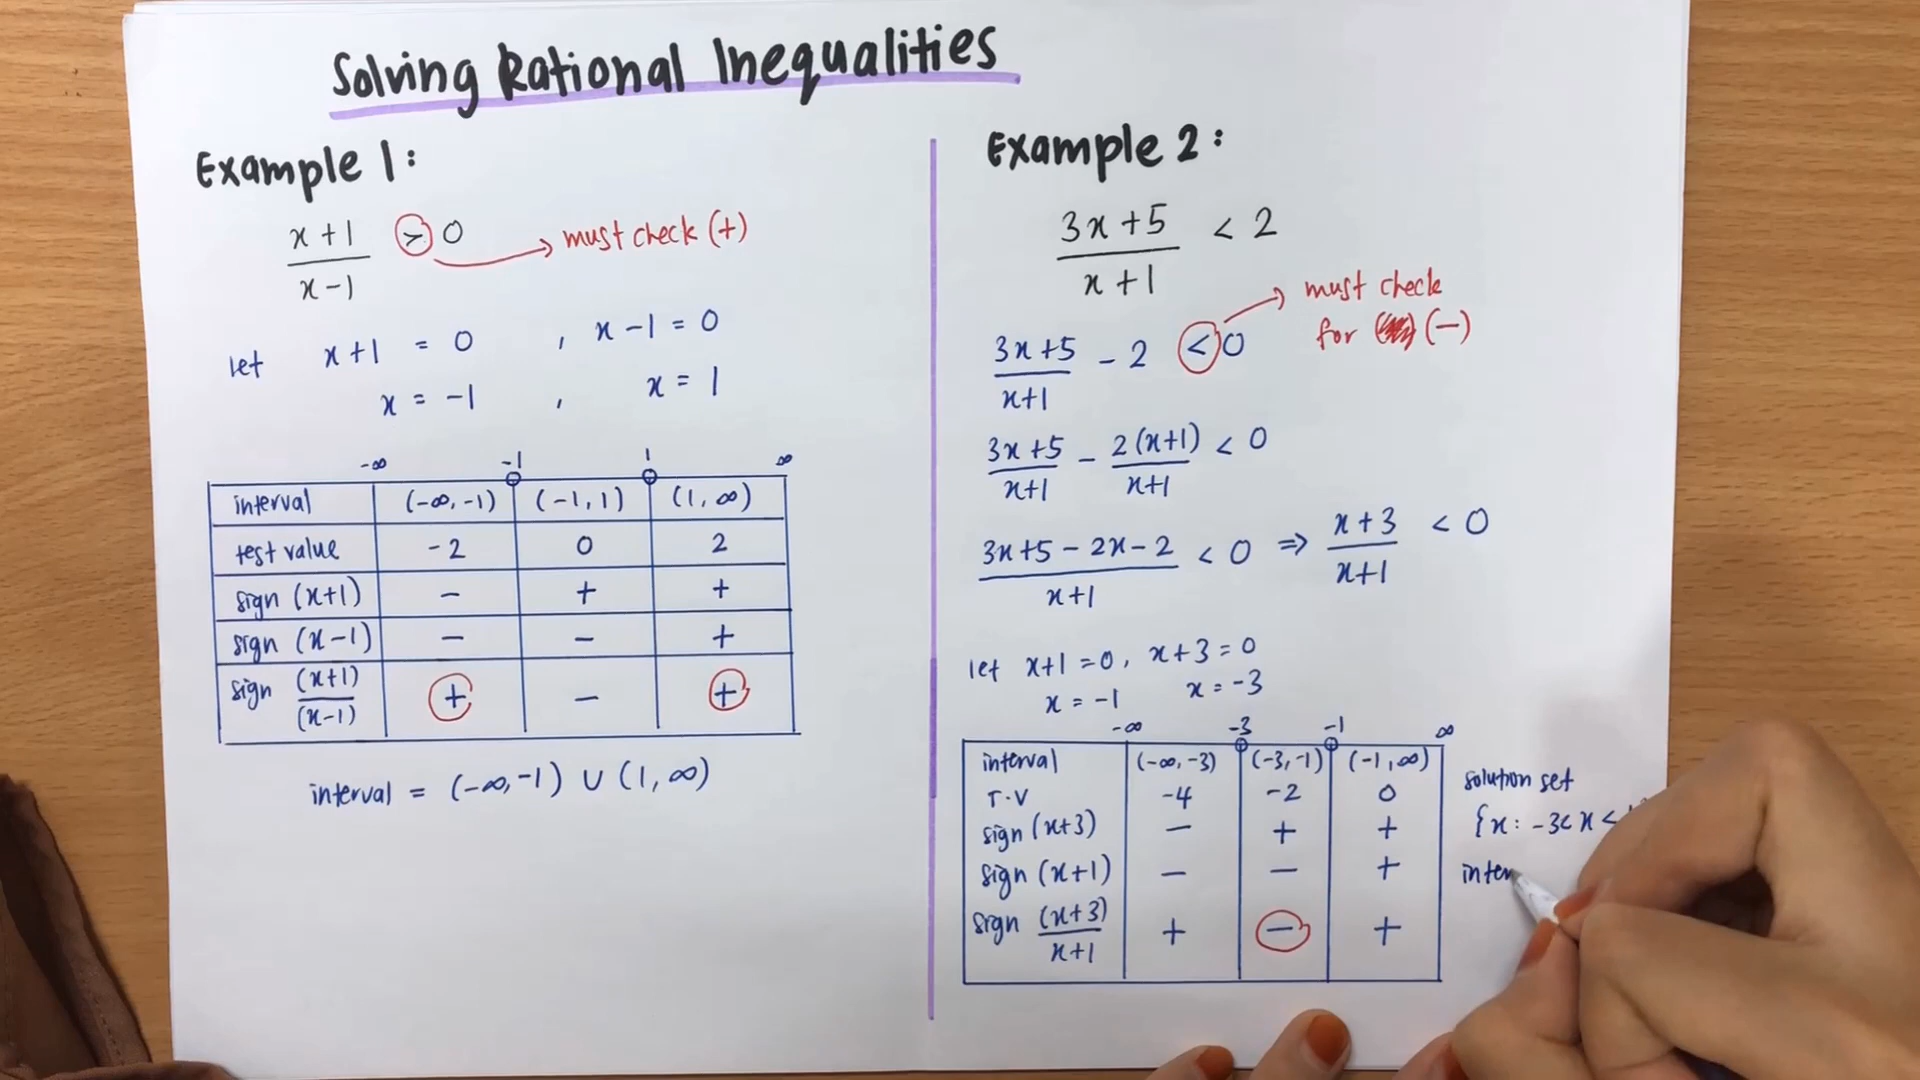 Solving Rational Inequalities
Example 1:
x+1 / x-1 > 0 → must check (+)
let x+1 = 0 , x-1 = 0
x = -1 , x = 1
-∞ -1 1 ∞
interval (-∞,-1) (-1,1) (1,∞)
test value -2 0 2
sign (x+1) - + +
sign (x-1) - - +
sign (x+1)/(x-1) + - +
interval = (-∞,-1) ∪ (1,∞)
Example 2:
3x+5 / x+1 < 2
3x+5 / x+1 - 2 < 0 → must check
for (-)
3x+5 / x+1 - 2(x+1) / x+1 < 0
3x+5-2x-2 / x+1 < 0 ⇒ x+3 / x+1 < 0
let x+1=0, x+3=0
x = -1 x = -3
-∞ -3 -1 ∞
interval (-∞,-3) (-3,-1) (-1,∞)
T.V -4 -2 0
sign (x+3) - + +
sign (x+1) - - +
sign (x+3)/x+1 + - +
solution set
{x: -3<x<
inter